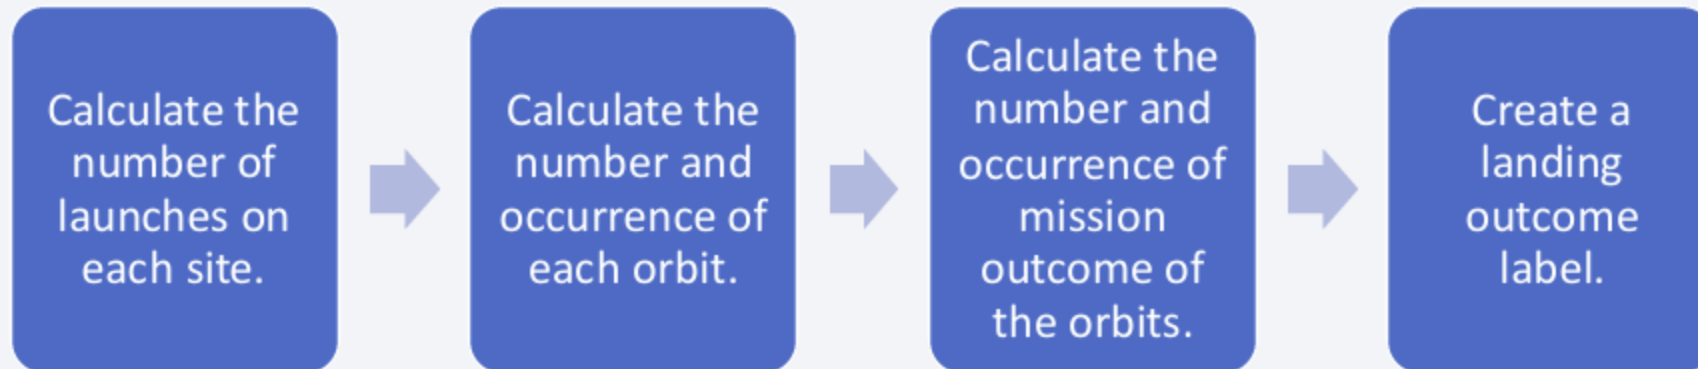 Calculate the
number of
launches on
each site.
Calculate the
number and
occurrence of
each orbit.
Calculate the
number and
occurrence of
mission
outcome of
the orbits.
Create a
landing
outcome
label.